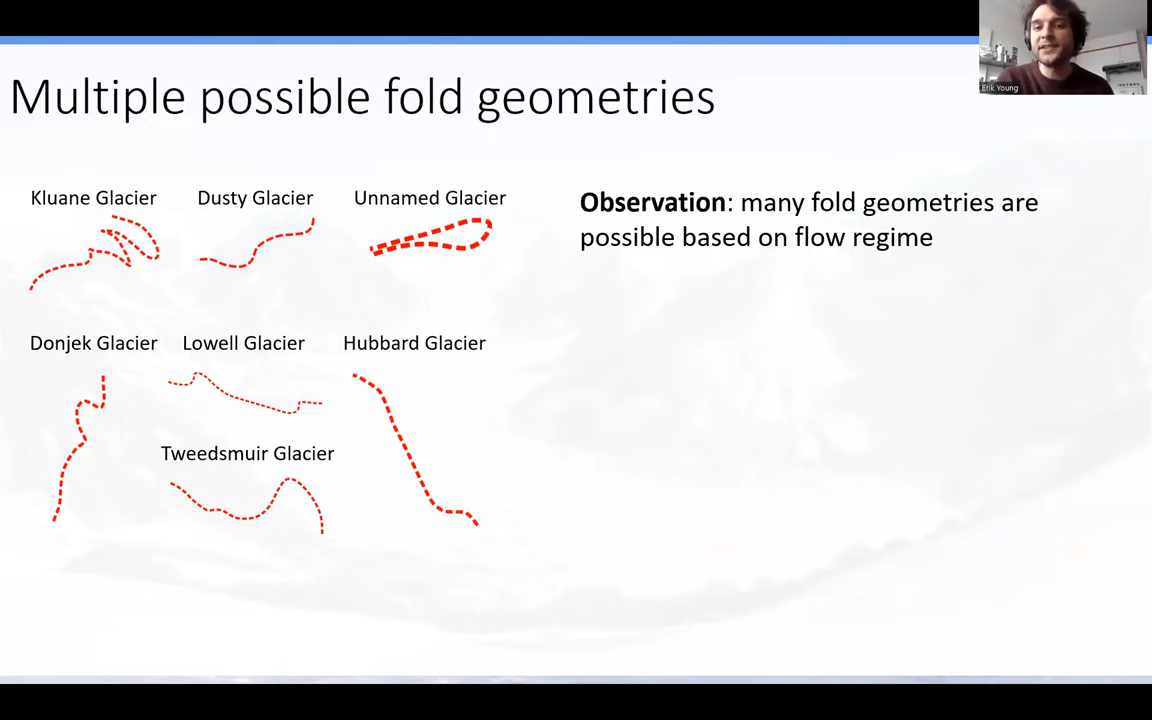 Multiple possible fold geometries
Erik Young
Kluane Glacier
Dusty Glacier
Unnamed Glacier
Observation: many fold geometries are
possible based on flow regime
Donjek Glacier
Lowell Glacier
Hubbard Glacier
Tweedsmuir Glacier